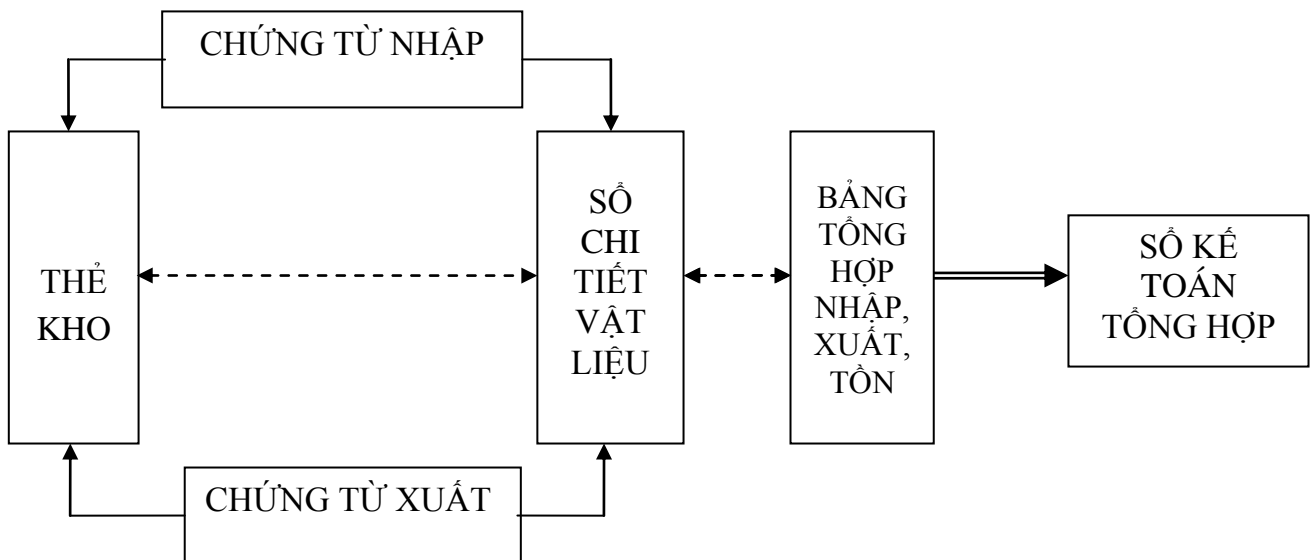 CHỨNG TỪ NHẬP
THẺ
KHO
SỔ
CHI
TIẾT
VẬT
LIỆU
BẢNG
TỔNG
HỢP
NHẬP,
XUẤT,
TỒN
SỔ KẾ
TOÁN
TỔNG HỢP
CHỨNG TỪ XUẤT